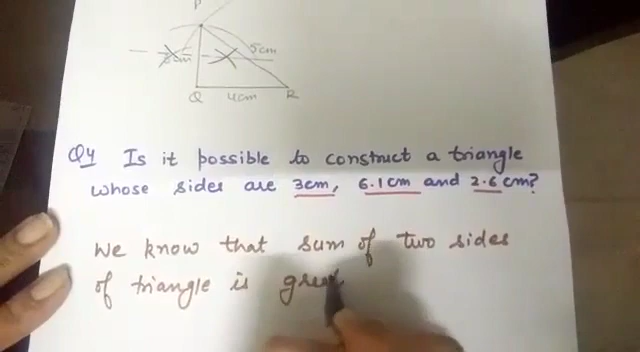 P
5cm
Q 4cm R
Q4 Is it possible to construct a triangle
whose sides are 3cm, 6.1cm and 2.6cm?
We know that sum of two sides
of triangle is